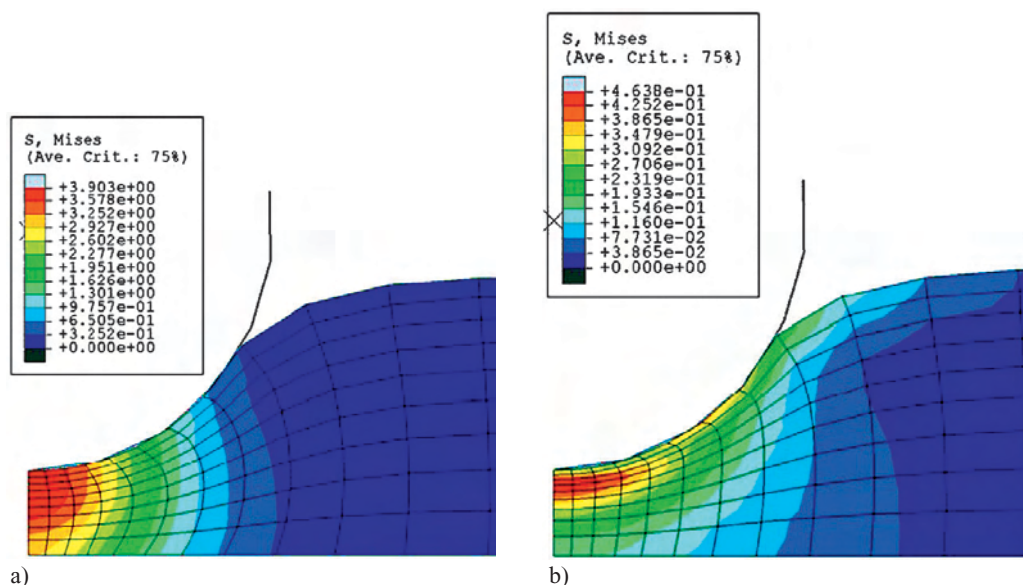 S, Mises
(Ave. Crit.: 75%)
+3.903e+00
+3.578e+00
+3.252e+00
+2.927e+00
+2.602e+00
+2.277e+00
+1.951e+00
+1.626e+00
+1.301e+00
+9.757e-01
+6.505e-01
+3.252e-01
+0.000e+00
a)
S, Mises
(Ave. Crit.: 75%)
+4.638e-01
+4.252e-01
+3.865e-01
+3.479e-01
+3.092e-01
+2.706e-01
+2.319e-01
+1.933e-01
+1.546e-01
+1.160e-01
+7.731e-02
+3.865e-02
+0.000e+00
b)